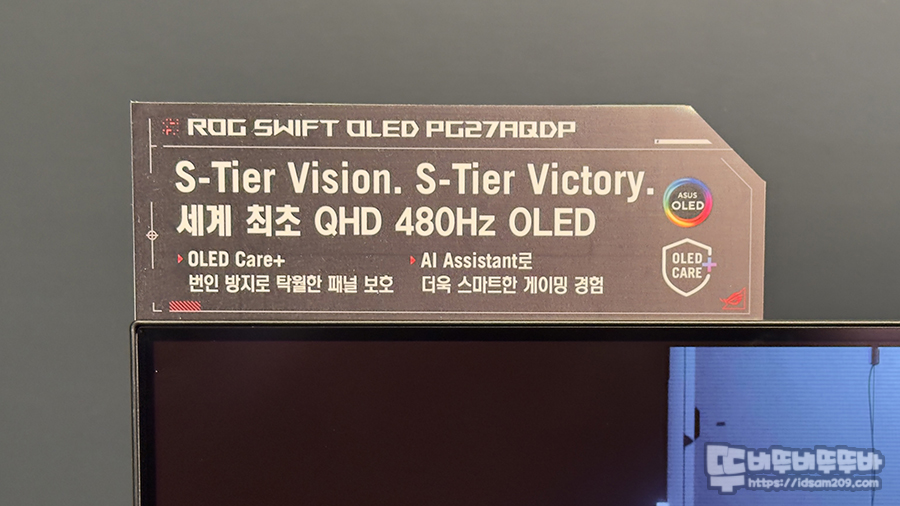 ROG SWIFT OLED PG27AQDP
S-Tier Vision. S-Tier Victory.
세계 최초 QHD 480Hz OLED
OLED Care+
번인 방지로 탁월한 패널 보호
AI Assistant로
더욱 스마트한 게이밍 경험
ASUS
OLED
OLED
CARE+
또 바뚜바뚜뚜바
https://idsam209.com